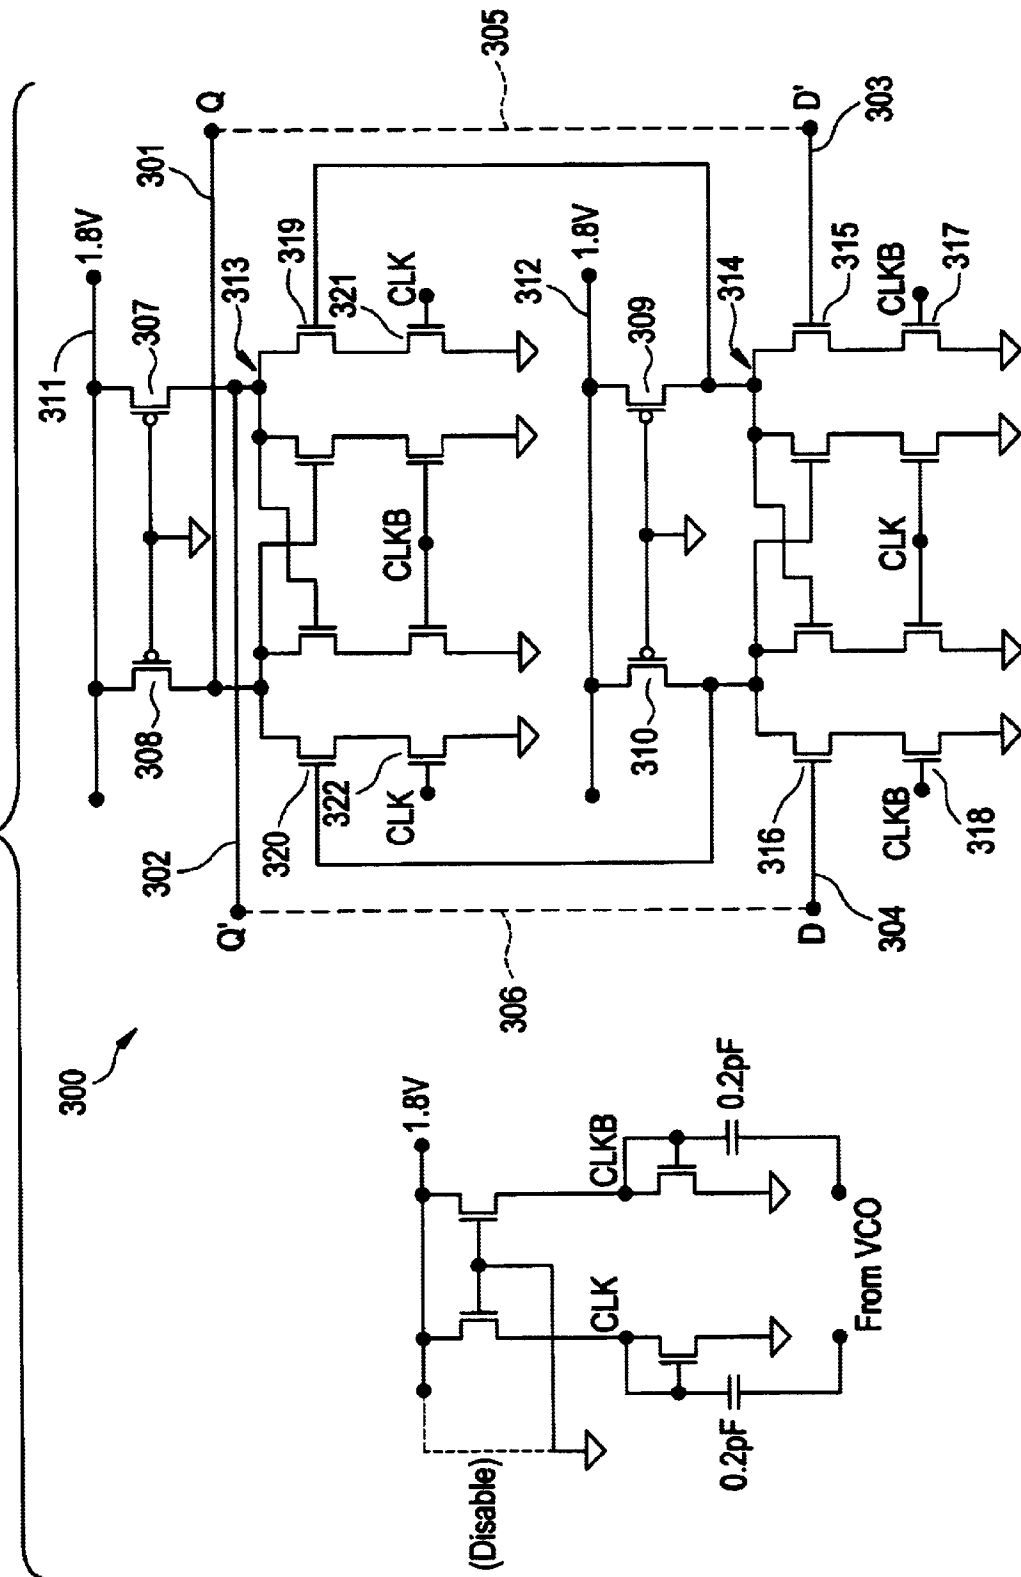 300
1.8V
(Disable)
CLK
CLKB
0.2pF
0.2pF
From VCO
311
1.8V
307
308
301
302
Q
Q'
313
319
320
321
322
CLK
CLKB
CLK
305
306
312
1.8V
309
310
314
D'
303
D
304
315
316
CLKB
317
CLK
CLKB
318